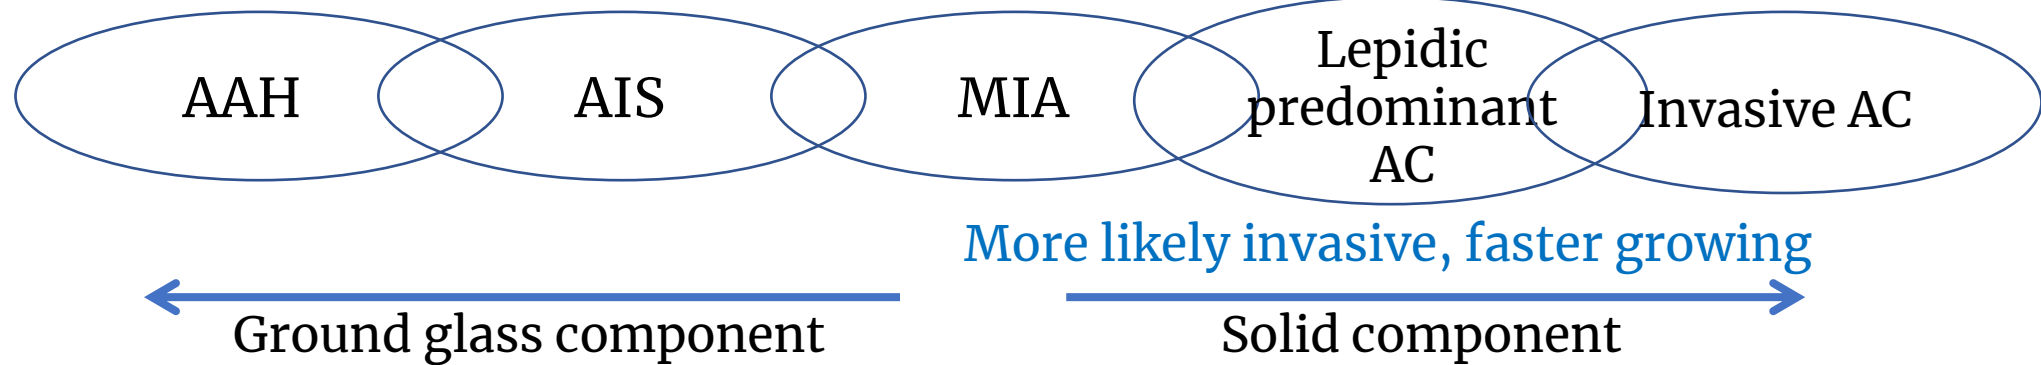 AAH
AIS
MIA
Lepidic
predominant
AC
Invasive AC
More likely invasive, faster growing
Ground glass component
Solid component